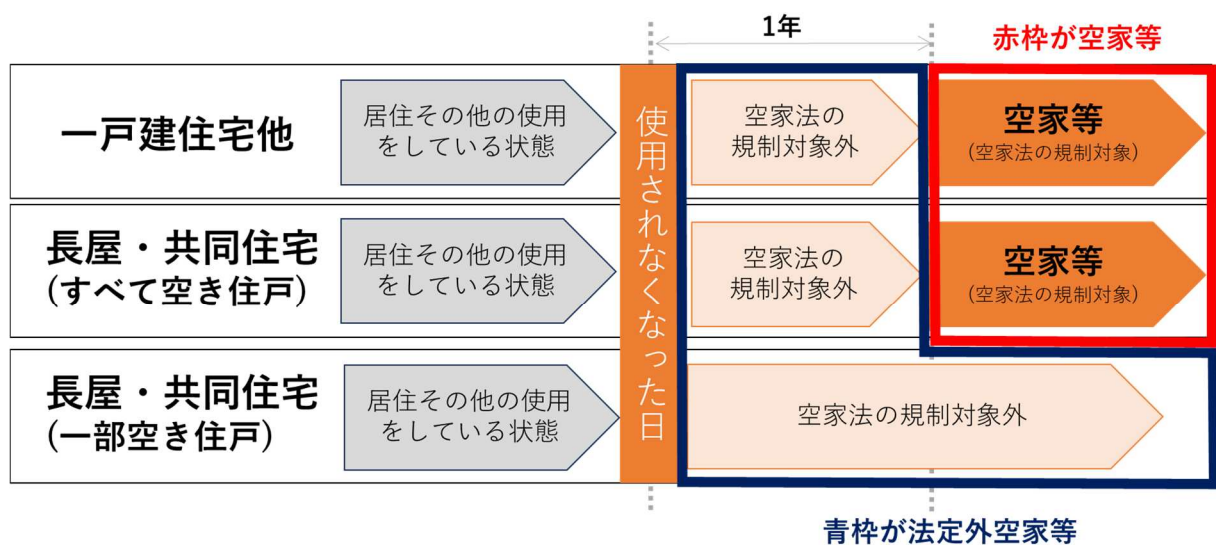 1年
赤枠が空家等
一戸建住宅他
居住その他の使用
をしている状態
使用されなくなった日
空家法の
規制対象外
空家等
(空家法の規制対象)
長屋・共同住宅
(すべて空き住戸)
居住その他の使用
をしている状態
空家法の
規制対象外
空家等
(空家法の規制対象)
長屋・共同住宅
(一部空き住戸)
居住その他の使用
をしている状態
空家法の規制対象外
青枠が法定外空家等